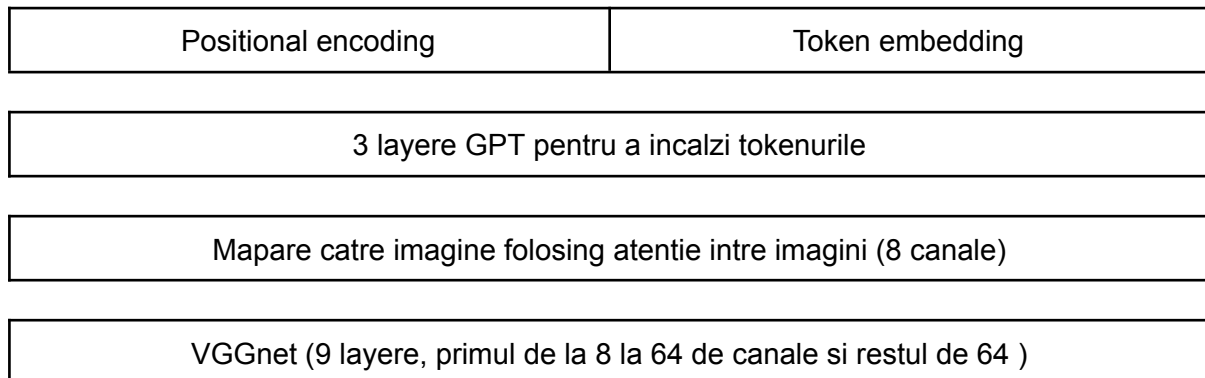 Positional encoding
Token embedding
3 layere GPT pentru a incalzi tokenurile
Mapare catre imagine folosing atentie intre imagini (8 canale)
VGGnet (9 layere, primul de la 8 la 64 de canale si restul de 64 )